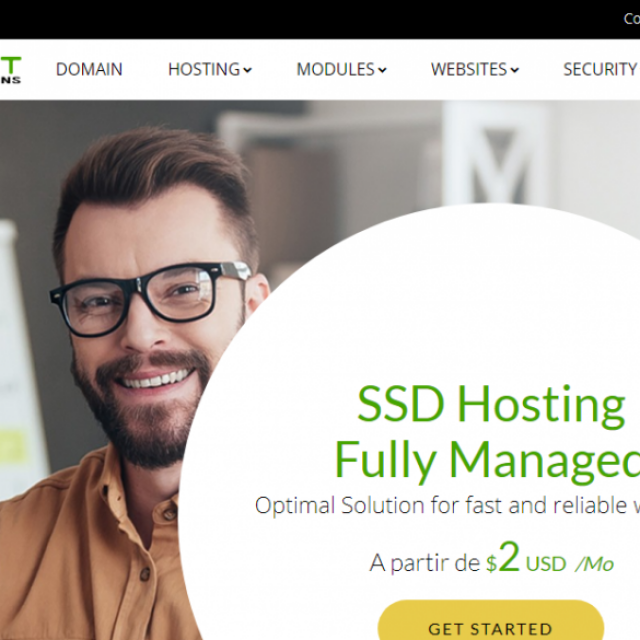 Co
T
NS
DOMAIN HOSTING MODULES WEBSITES SECURITY
SSD Hosting
Fully Managed
Optimal Solution for fast and reliable w
A partir de $2 USD /Mo
GET STARTED